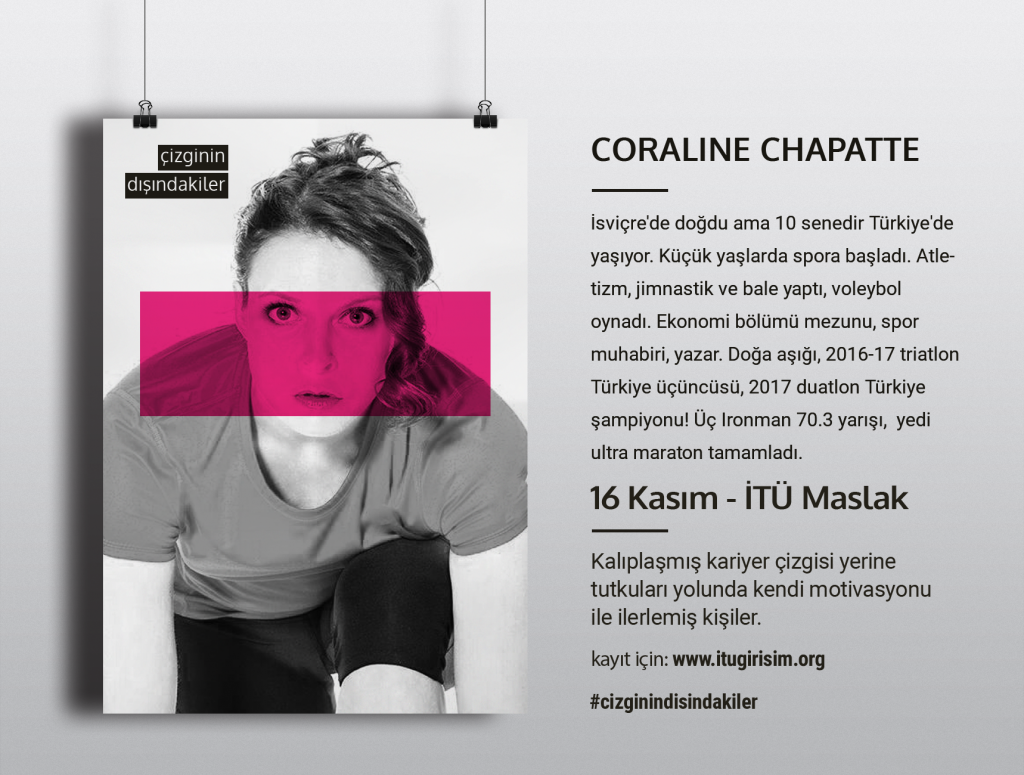 çizginin
dışındakiler
CORALINE CHAPATTE
İsviçre'de doğdu ama 10 senedir Türkiye'de
yaşıyor. Küçük yaşlarda spora başladı. Atle-
tizm, jimnastik ve bale yaptı, voleybol
oynadı. Ekonomi bölümü mezunu, spor
muhabiri, yazar. Doğa aşığı, 2016-17 triatlon
Türkiye üçüncüsü, 2017 duatlon Türkiye
şampiyonu! Üç Ironman 70.3 yarışı,  yedi
ultra maraton tamamladı.
16 Kasım - İTÜ Maslak
Kalıplaşmış kariyer çizgisi yerine
tutkuları yolunda kendi motivasyonu
ile ilerlemiş kişiler.
kayıt için: www.itugirisim.org
#cizginindisindakiler